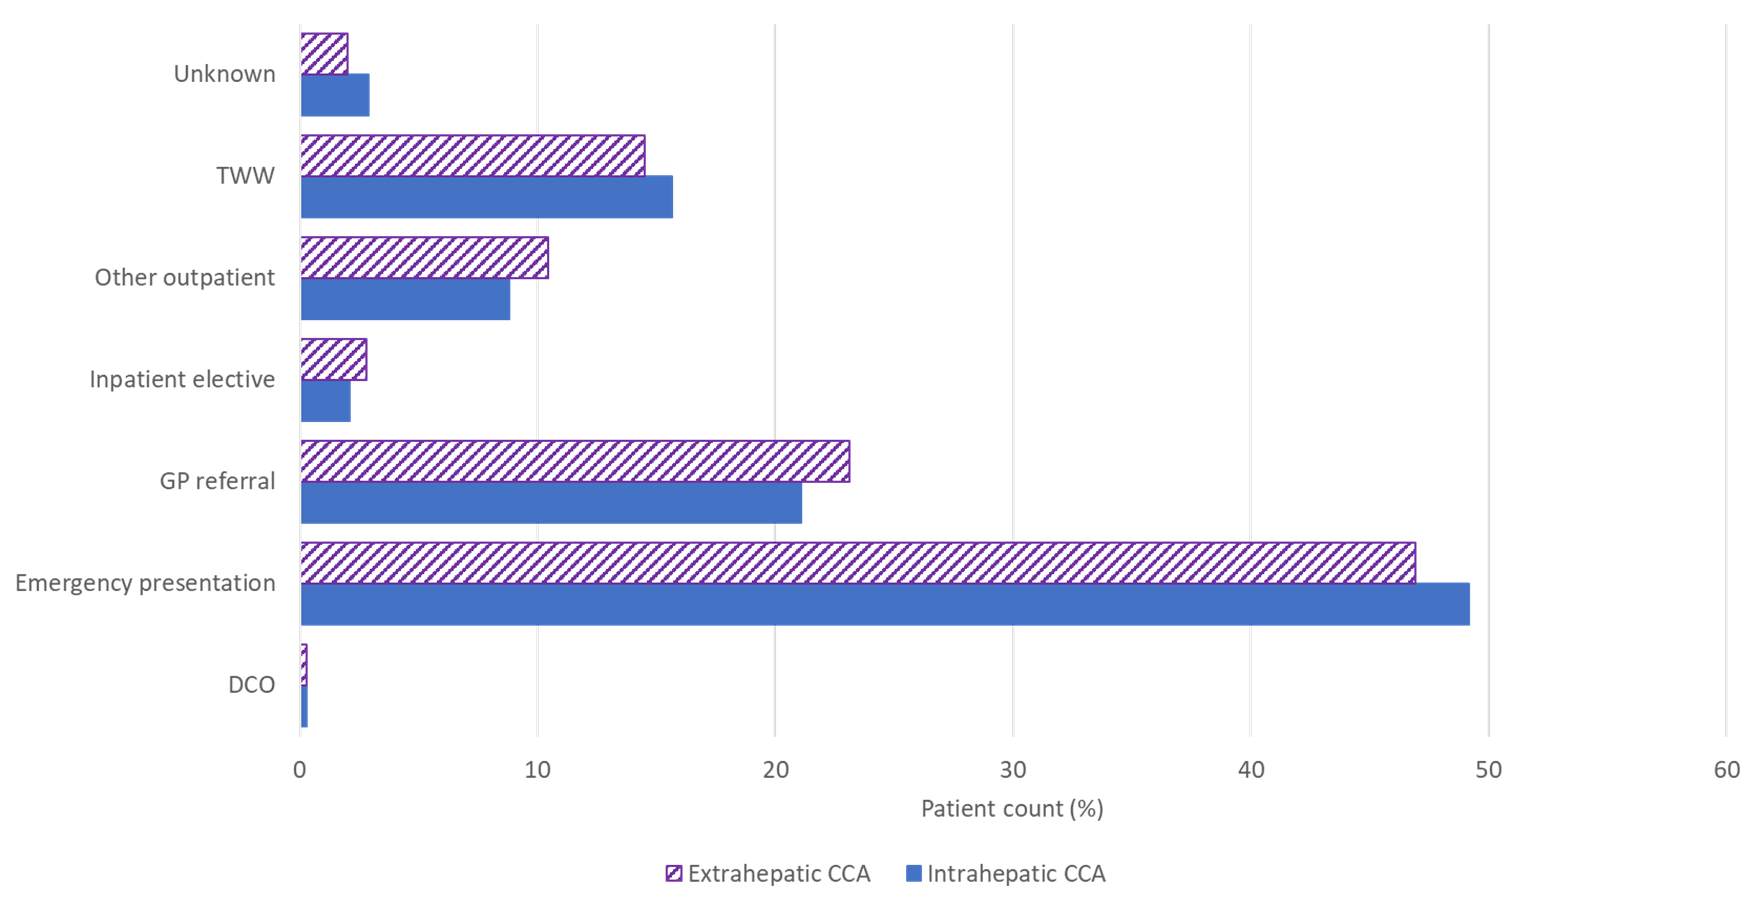 Unknown
TWW
Other outpatient
Inpatient elective
GP referral
Emergency presentation
DCO
0 10 20 30 40 50 60
Patient count (%)
Extrahepatic CCA Intrahepatic CCA